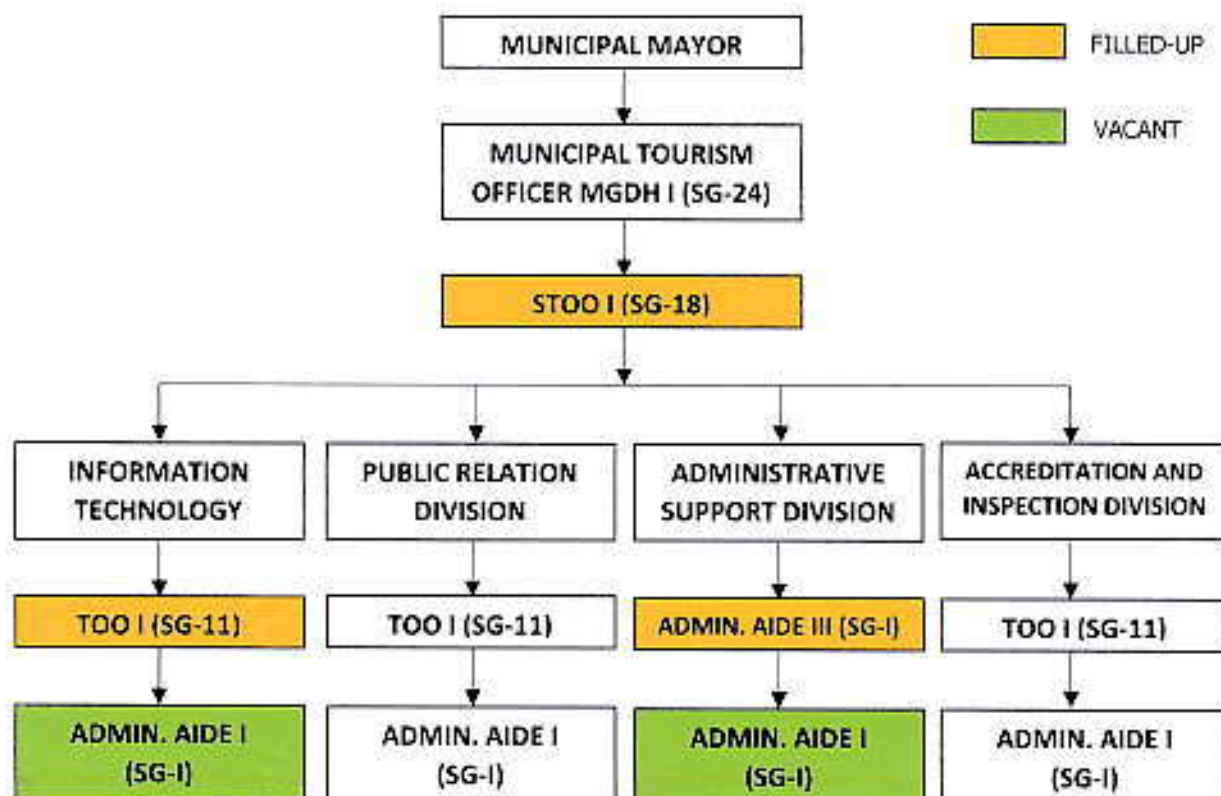 MUNICIPAL MAYOR
FILLED-UP
VACANT
MUNICIPAL TOURISM
OFFICER MGDH I (SG-24)
STOO I (SG-18)
INFORMATION
TECHNOLOGY
PUBLIC RELATION
DIVISION
ADMINISTRATIVE
SUPPORT DIVISION
ACCREDITATION AND
INSPECTION DIVISION
TOO I (SG-11)
TOO I (SG-11)
ADMIN. AIDE III (SG-I)
TOO I (SG-11)
ADMIN. AIDE I
(SG-I)
ADMIN. AIDE I
(SG-I)
ADMIN. AIDE I
(SG-I)
ADMIN. AIDE I
(SG-I)